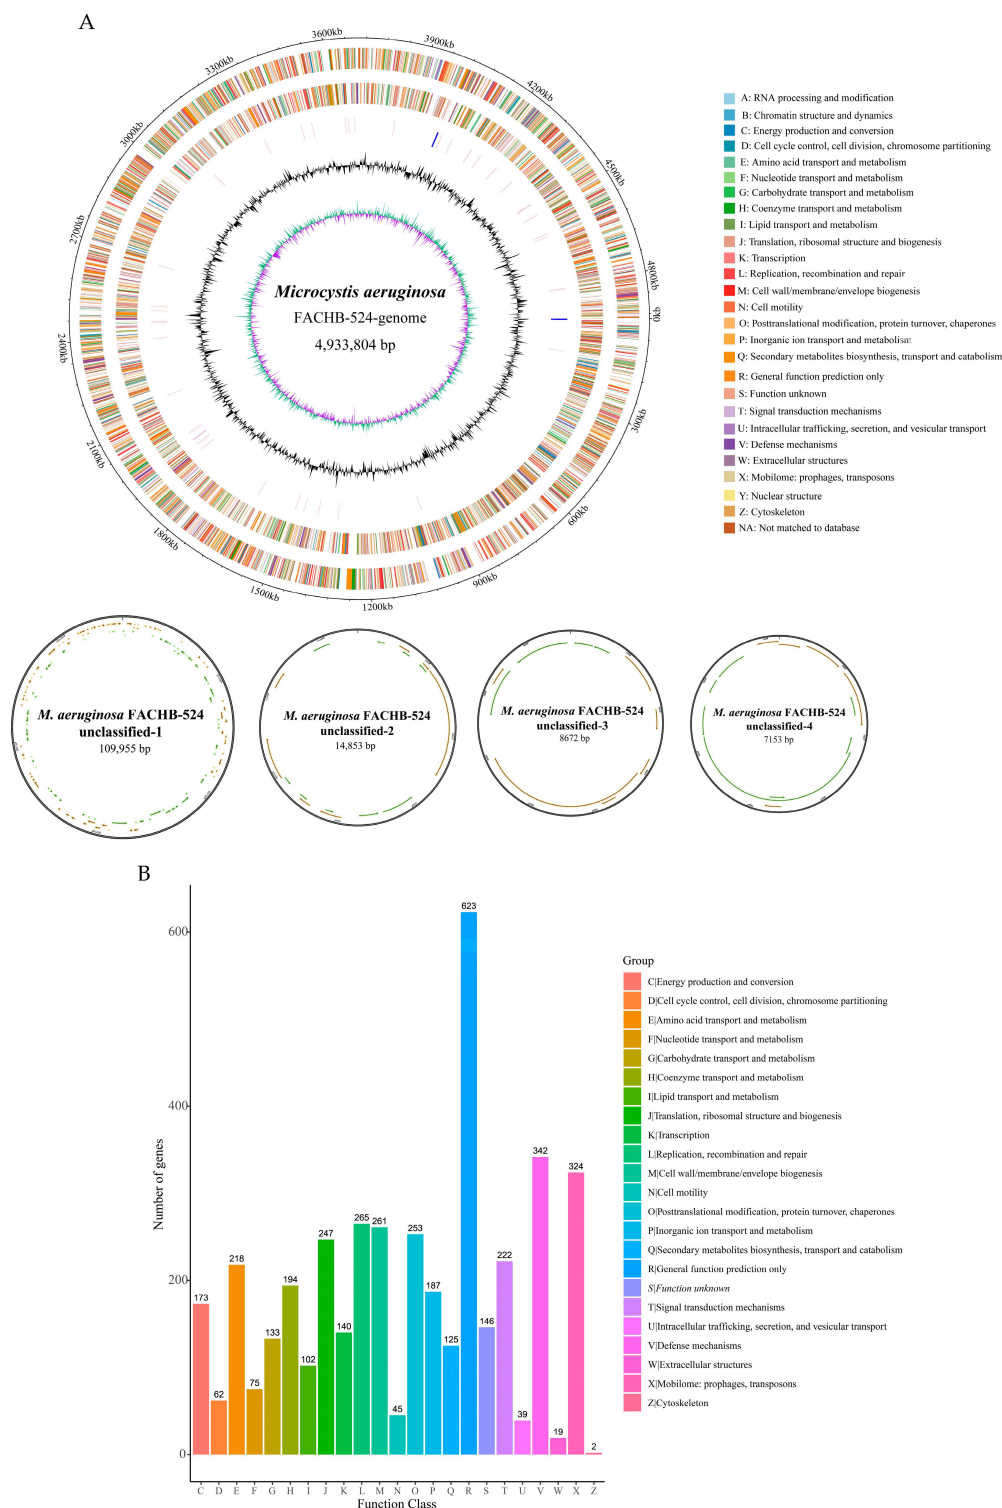 A
3600kb
3900kb
4200kb
4500kb
4800kb
0kb
300kb
600kb
900kb
1200kb
1500kb
1800kb
2100kb
2400kb
2700kb
3000kb
3300kb
Microcystis aeruginosa
FACHB-524-genome
4,933,804 bp
A: RNA processing and modification
B: Chromatin structure and dynamics
C: Energy production and conversion
D: Cell cycle control, cell division, chromosome partitioning
E: Amino acid transport and metabolism
F: Nucleotide transport and metabolism
G: Carbohydrate transport and metabolism
H: Coenzyme transport and metabolism
I: Lipid transport and metabolism
J: Translation, ribosomal structure and biogenesis
K: Transcription
L: Replication, recombination and repair
M: Cell wall/membrane/envelope biogenesis
N: Cell motility
O: Posttranslational modification, protein turnover, chaperones
P: Inorganic ion transport and metabolism
Q: Secondary metabolites biosynthesis, transport and catabolism
R: General function prediction only
S: Function unknown
T: Signal transduction mechanisms
U: Intracellular trafficking, secretion, and vesicular transport
V: Defense mechanisms
W: Extracellular structures
X: Mobilome: prophages, transposons
Y: Nuclear structure
Z: Cytoskeleton
NA: Not matched to database
M. aeruginosa FACHB-524
unclassified-1
109,955 bp
M. aeruginosa FACHB-524
unclassified-2
14,853 bp
M. aeruginosa FACHB-524
unclassified-3
8672 bp
M. aeruginosa FACHB-524
unclassified-4
7153 bp
B
Number of genes
600
400
200
0
173
62
218
75
133
194
102
247
140
265
261
45
253
187
125
623
146
222
39
342
19
324
2
C D E F G H I J K L M N O P Q R S T U V W X Z
Function Class
Group
C|Energy production and conversion
D|Cell cycle control, cell division, chromosome partitioning
E|Amino acid transport and metabolism
F|Nucleotide transport and metabolism
G|Carbohydrate transport and metabolism
H|Coenzyme transport and metabolism
I|Lipid transport and metabolism
J|Translation, ribosomal structure and biogenesis
K|Transcription
L|Replication, recombination and repair
M|Cell wall/membrane/envelope biogenesis
N|Cell motility
O|Posttranslational modification, protein turnover, chaperones
P|Inorganic ion transport and metabolism
Q|Secondary metabolites biosynthesis, transport and catabolism
R|General function prediction only
S|Function unknown
T|Signal transduction mechanisms
U|Intracellular trafficking, secretion, and vesicular transport
V|Defense mechanisms
W|Extracellular structures
X|Mobilome: prophages, transposons
Z|Cytoskeleton